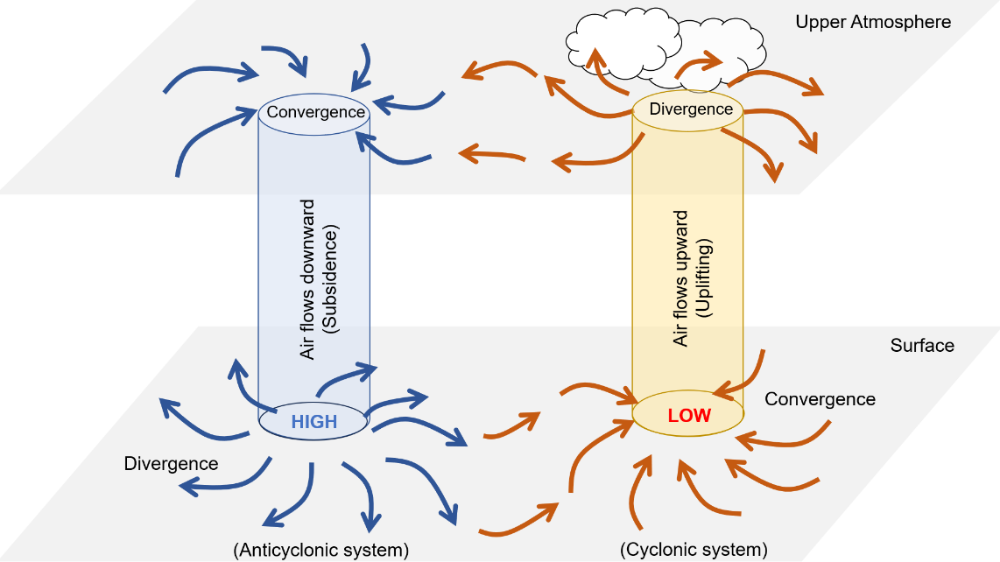 Upper Atmosphere
Convergence
Divergence
Air flows downward
(Subsidence)
Air flows upward
(Uplifting)
Surface
Convergence
HIGH
LOW
Divergence
(Anticyclonic system)
(Cyclonic system)